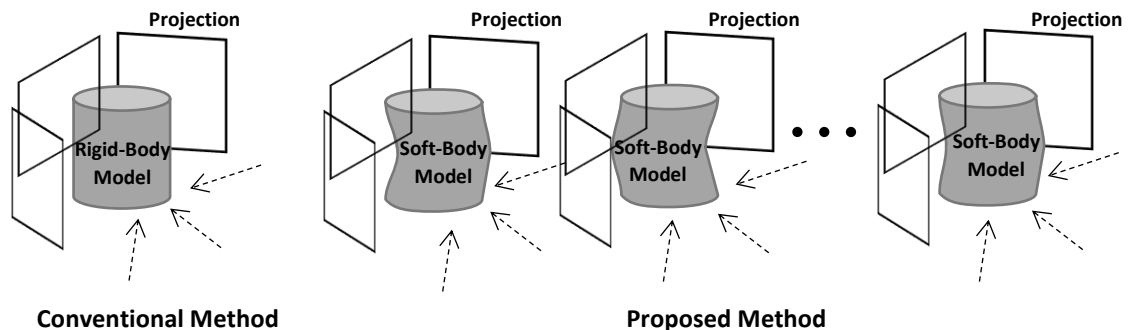 Projection
Projection
Projection
Projection
Rigid-Body
Model
Soft-Body
Model
Soft-Body
Model
Soft-Body
Model
Conventional Method
Proposed Method